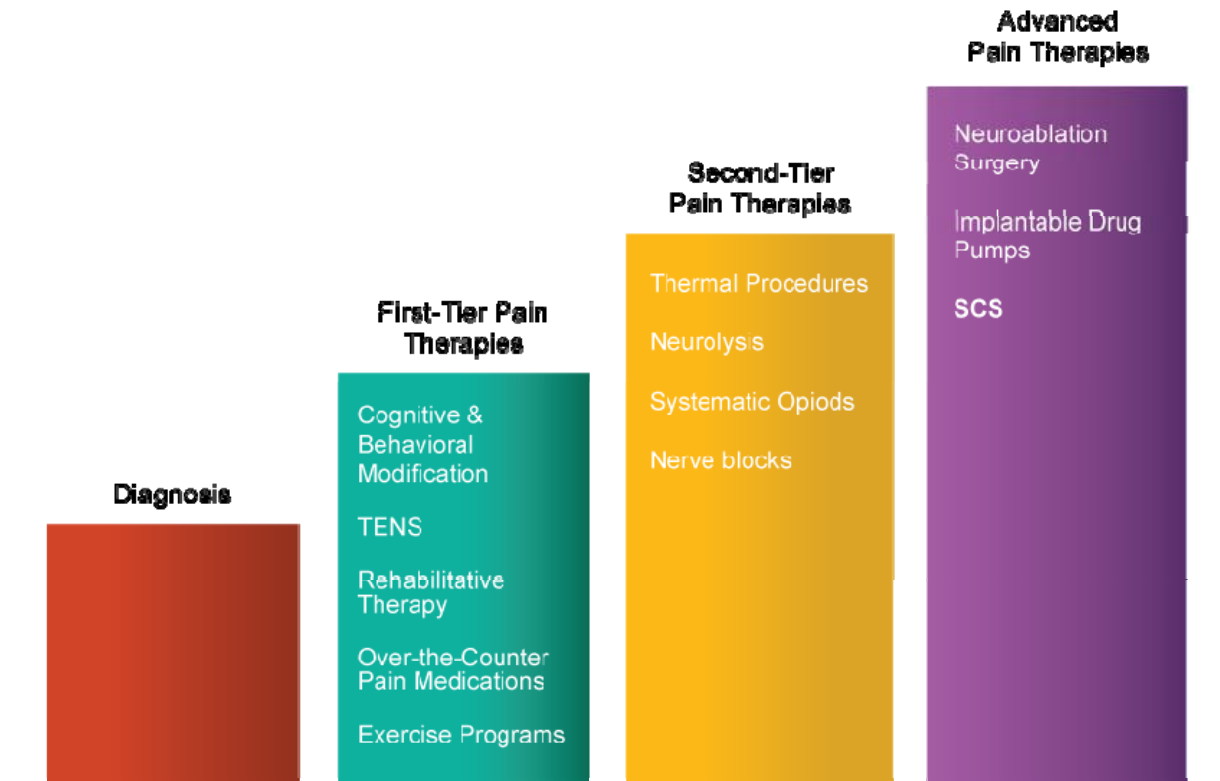 Diagnosis
First-Tier Pain
Therapies
Cognitive &
Behavioral
Modification
TENS
Rehabilitative
Therapy
Over-the-Counter
Pain Medications
Exercise Programs
Second-Tier
Pain Therapies
Thermal Procedures
Neurolysis
Systematic Opiods
Nerve blocks
Advanced
Pain Therapies
Neuroablation
Surgery
Implantable Drug
Pumps
SCS